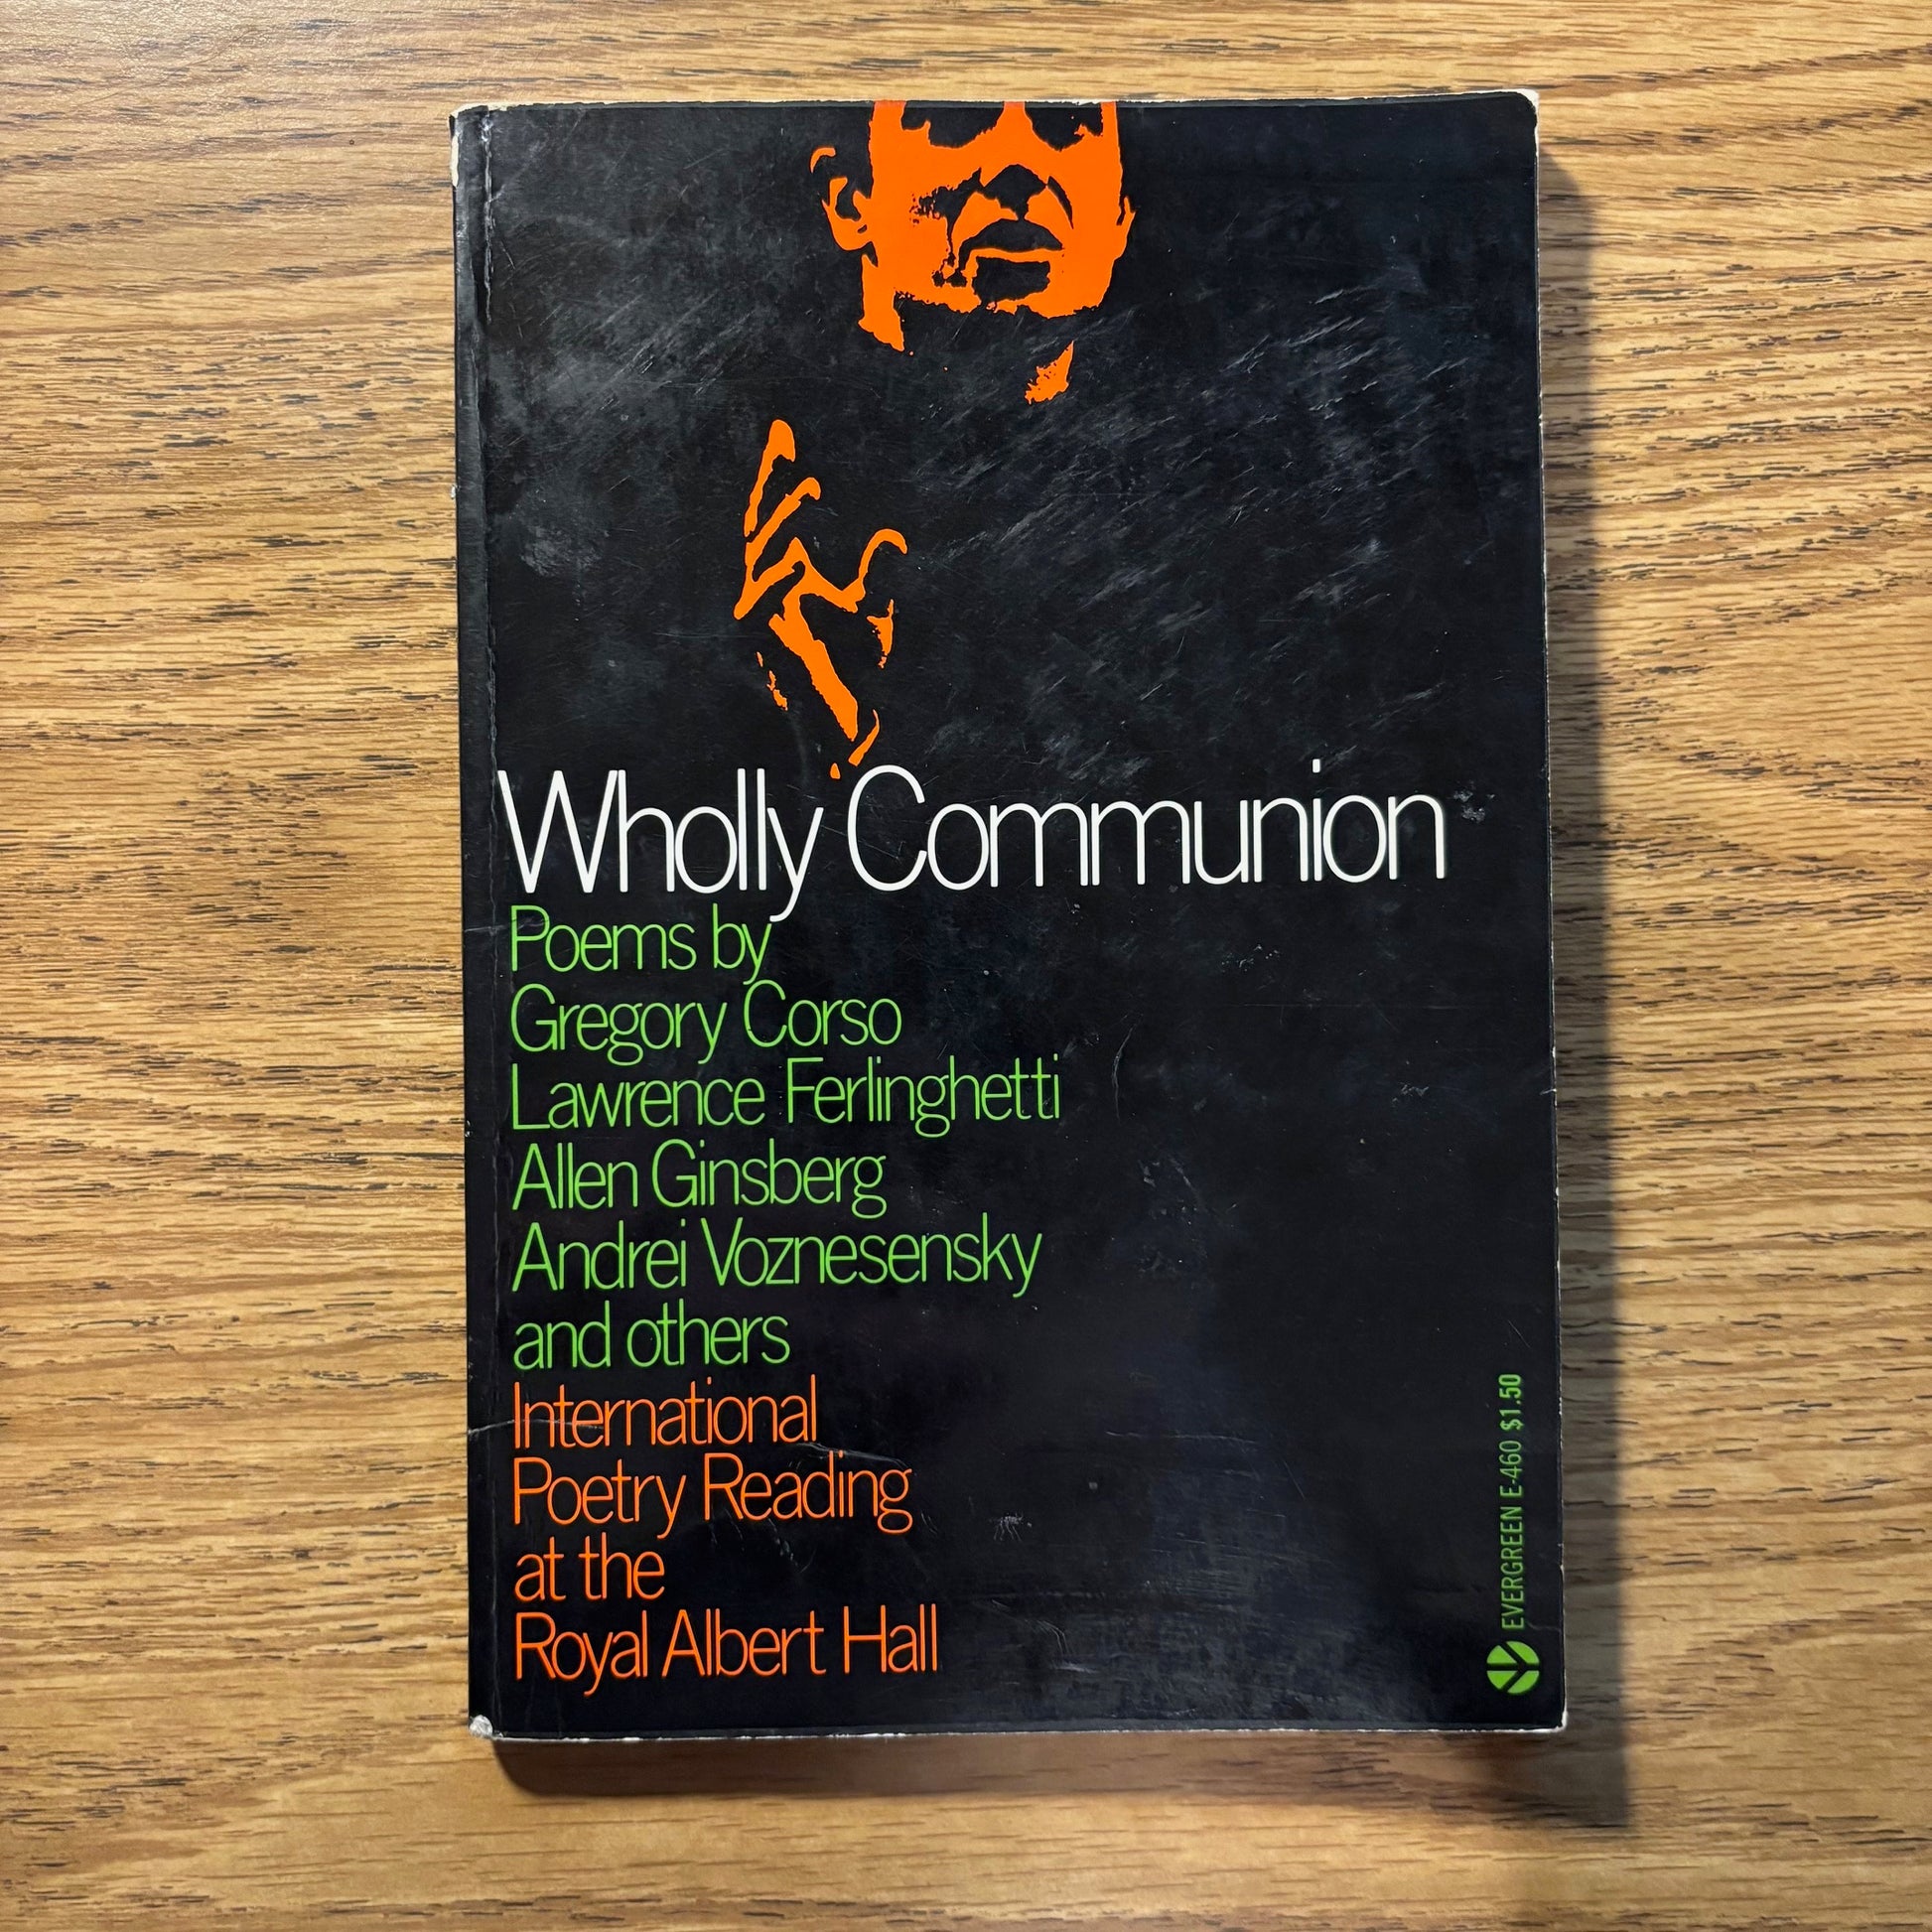 Wholly Communion
Poems by
Gregory Corso
Lawrence Ferlinghetti
Allen Ginsberg
Andrei Voznesensky
and others
International
Poetry Reading
at the
Royal Albert Hall
EVERGREEN E-460 $1.50